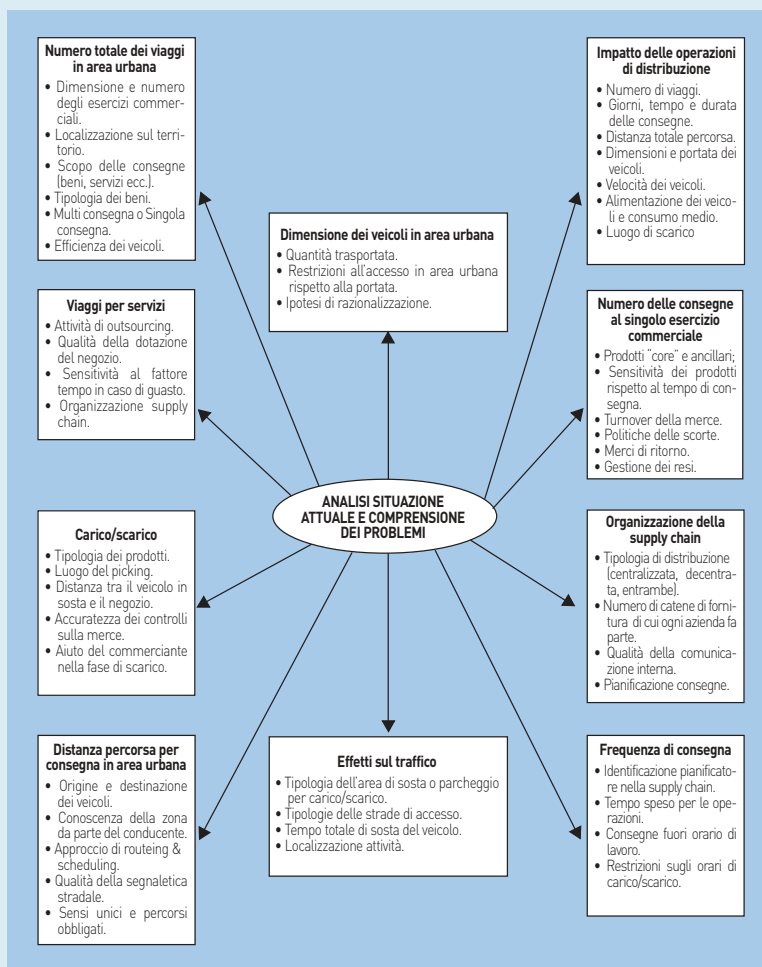 Numero totale dei viaggi
in area urbana
• Dimensione e numero
degli esercizi commer-
ciali.
• Localizzazione sul terri-
torio.
• Scopo delle consegne
(beni, servizi ecc.).
• Tipologia dei beni.
• Multi consegna o Singola
consegna.
• Efficienza dei veicoli.
Viaggi per servizi
• Attività di outsourcing.
• Qualità della dotazione
del negozio.
• Sensitività al fattore
tempo in caso di guasto.
• Organizzazione supply
chain.
Carico/scarico
• Tipologia dei prodotti.
• Luogo del picking.
• Distanza tra il veicolo in
sosta e il negozio.
• Accuratezza dei controlli
sulla merce.
• Aiuto del commerciante
nella fase di scarico.
Distanza percorsa per
consegna in area urbana
• Origine e destinazione
dei veicoli.
• Conoscenza della zona
da parte del conducente.
• Approccio di routeing &
scheduling.
• Qualità della segnaletica
stradale.
• Sensi unici e percorsi
obbligati.
Dimensione dei veicoli in area urbana
• Quantità trasportata.
• Restrizioni all'accesso in area urbana
rispetto alla portata.
• Ipotesi di razionalizzazione.
ANALISI SITUAZIONE
ATTUALE E COMPRENSIONE
DEI PROBLEMI
Effetti sul traffico
• Tipologia dell'area di sosta o parcheggio
per carico/scarico.
• Tipologie delle strade di accesso.
• Tempo totale di sosta del veicolo.
• Localizzazione attività.
Impatto delle operazioni
di distribuzione
• Numero di viaggi.
• Giorni, tempo e durata
delle consegne.
• Distanza totale percorsa.
• Dimensioni e portata dei
veicoli.
• Velocità dei veicoli.
• Alimentazione dei veico-
li e consumo medio.
• Luogo di scarico
Numero delle consegne
al singolo esercizio
commerciale
• Prodotti "core" e ancillari;
• Sensitività dei prodotti
rispetto al tempo di con-
segna.
• Turnover della merce.
• Politiche delle scorte.
• Merci di ritorno.
• Gestione dei resi.
Organizzazione della
supply chain
• Tipologia di distribuzione
(centralizzata, decentra-
ta, entrambe).
• Numero di catene di forni-
tura di cui ogni azienda fa
parte.
• Qualità della comunica-
zione interna.
• Pianificazione consegne.
Frequenza di consegna
• Identificazione pianificato-
re nella supply chain.
• Tempo speso per le ope-
razioni.
• Consegne fuori orario di
lavoro.
• Restrizioni sugli orari di
carico/scarico.